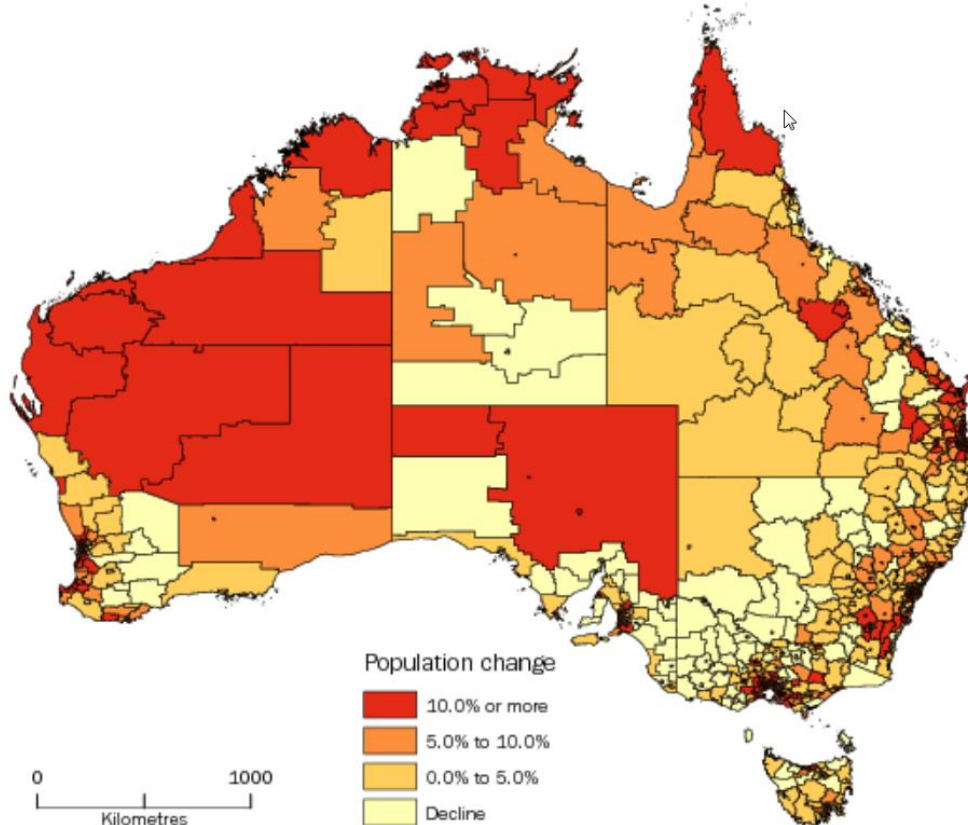 Population change
10.0% or more
5.0% to 10.0%
0.0% to 5.0%
Decline
0 1000
Kilometres